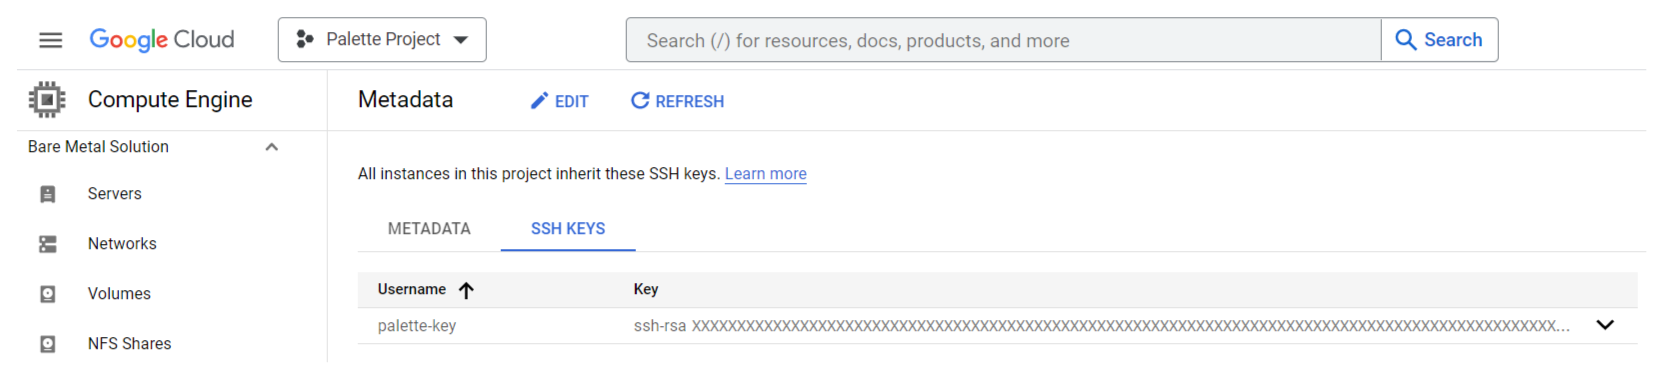 Google Cloud Palette Project Search (/) for resources, docs, products, and more Search
Compute Engine Metadata EDIT REFRESH
Bare Metal Solution
All instances in this project inherit these SSH keys. Learn more
Servers
METADATA SSH KEYS
Networks
Username Key
Volumes
palette-key ssh-rsa XXXXXXXXXXXXXXXXXXXXXXXXXXXXXXXXXXXXXXXXXXXXXXXXXXXXXXXXXXXXXXXXXXXXXXXXXXXXXXXXXXXXXXXXXXXXXXXX...
NFS Shares